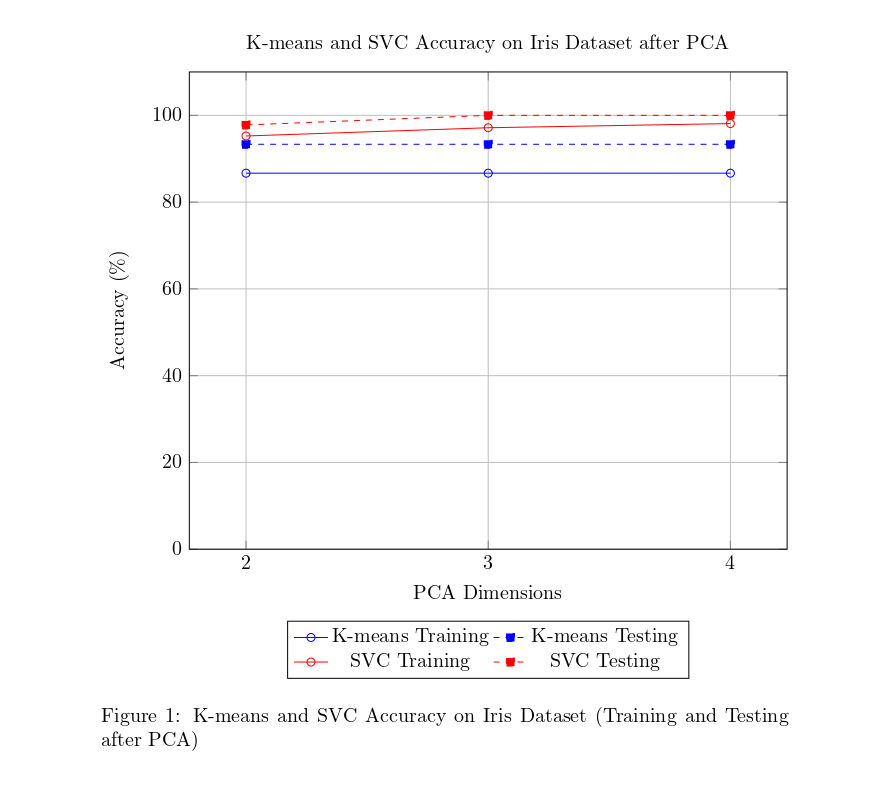 K-means and SVC Accuracy on Iris Dataset after PCA
100
80
60
40
20
0
Accuracy (%)
2 3 4
PCA Dimensions
K-means Training K-means Testing
SVC Training SVC Testing
Figure 1: K-means and SVC Accuracy on Iris Dataset (Training and Testing
after PCA)